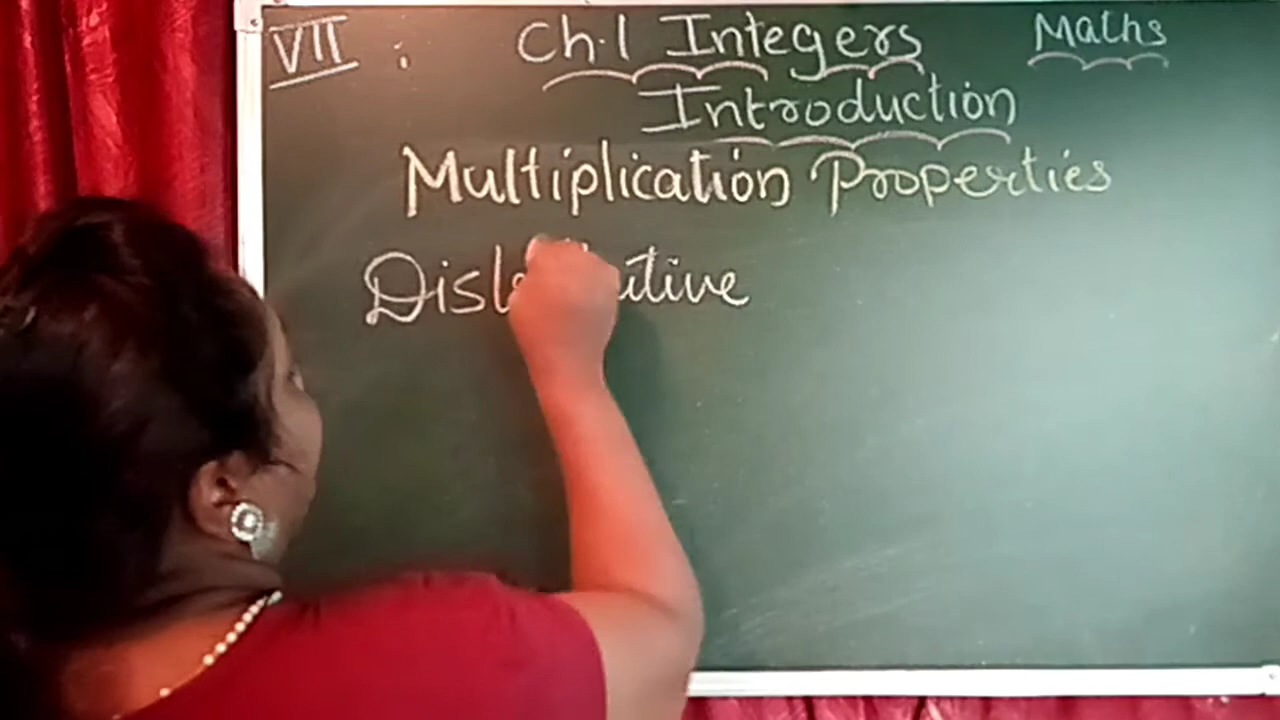 VII : Ch.1 Integers Maths
Introduction
Multiplication Properties